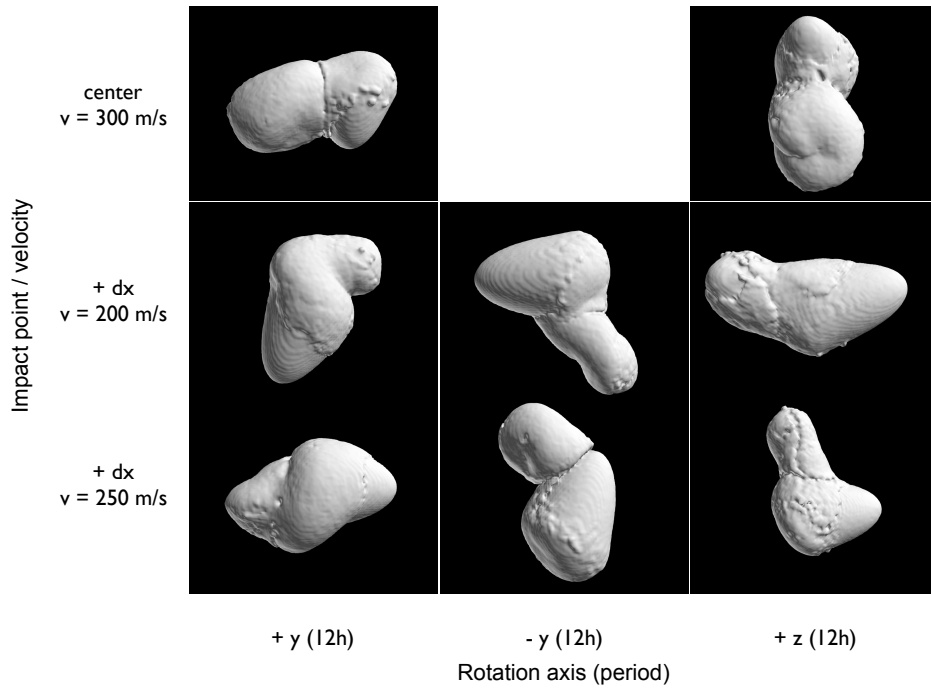 center
v = 300 m/s
+ dx
v = 200 m/s
+ dx
v = 250 m/s
Impact point / velocity
+ y (12h)
- y (12h)
+ z (12h)
Rotation axis (period)